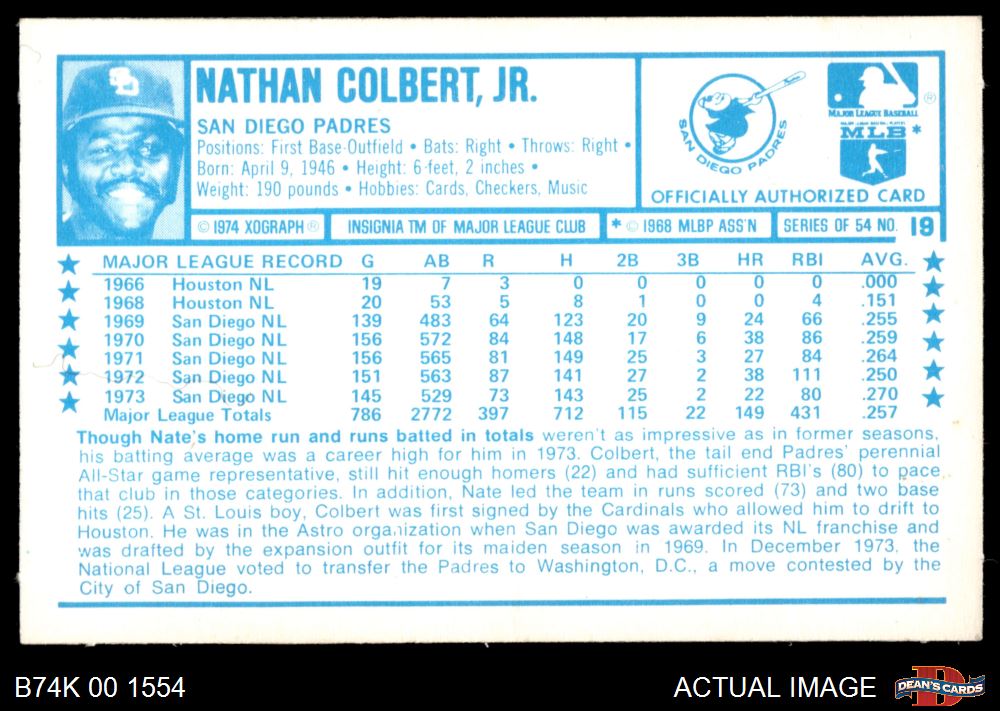 SD
NATHAN COLBERT, JR.
SAN DIEGO PADRES
Positions: First Base-Outfield • Bats: Right • Throws: Right •
Born: April 9, 1946 • Height: 6-feet, 2 inches •
Weight: 190 pounds • Hobbies: Cards, Checkers, Music
SAN DIEGO PADRES
®
MAJOR LEAGUE BASEBALL
MAJOR LEAGUE BASEBALL PLAYERS
MLB *
OFFICIALLY AUTHORIZED CARD
© 1974 XOGRAPH ®
INSIGNIA TM OF MAJOR LEAGUE CLUB
* © 1968 MLBP ASS'N
SERIES OF 54 NO. 19
MAJOR LEAGUE RECORD G AB R H 2B 3B HR RBI AVG.
1966 Houston NL 19 7 3 0 0 0 0 0 .000
1968 Houston NL 20 53 5 8 1 0 0 4 .151
1969 San Diego NL 139 483 64 123 20 9 24 66 .255
1970 San Diego NL 156 572 84 148 17 6 38 86 .259
1971 San Diego NL 156 565 81 149 25 3 27 84 .264
1972 San Diego NL 151 563 87 141 27 2 38 111 .250
1973 San Diego NL 145 529 73 143 25 2 22 80 .270
Major League Totals 786 2772 397 712 115 22 149 431 .257
Though Nate's home run and runs batted in totals weren't as impressive as in former seasons,
his batting average was a career high for him in 1973. Colbert, the tail end Padres' perennial
All-Star game representative, still hit enough homers (22) and had sufficient RBI's (80) to pace
that club in those categories. In addition, Nate led the team in runs scored (73) and two base
hits (25). A St. Louis boy, Colbert was first signed by the Cardinals who allowed him to drift to
Houston. He was in the Astro organization when San Diego was awarded its NL franchise and
was drafted by the expansion outfit for its maiden season in 1969. In December 1973, the
National League voted to transfer the Padres to Washington, D.C., a move contested by the
City of San Diego.
B74K 00 1554
ACTUAL IMAGE
D
DEAN'S CARDS